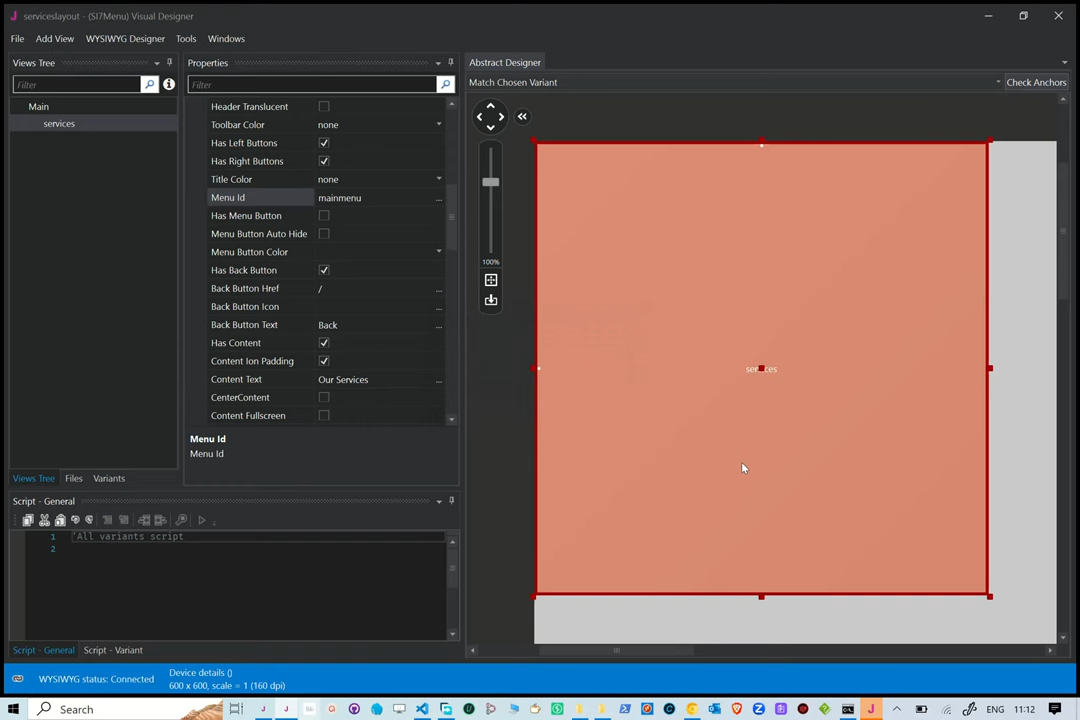 serviceslayout - (SI7Menu) Visual Designer
File Add View WYSIWYG Designer Tools Windows
Views Tree
Filter
Main
services
Views Tree Files Variants
Properties
Filter
Header Translucent
Toolbar Color none
Has Left Buttons
Has Right Buttons
Title Color none
Menu Id mainmenu ...
Has Menu Button
Menu Button Auto Hide
Menu Button Color
Has Back Button
Back Button Href / ...
Back Button Icon ...
Back Button Text Back ...
Has Content
Content Ion Padding
Content Text Our Services ...
CenterContent
Content Fullscreen
Menu Id
Menu Id
Abstract Designer
Match Chosen Variant Check Anchors
100%
services
Script - General
1 'All variants script
2
Script - General Script - Variant
WYSIWYG status: Connected
Device details ()
600 x 600, scale = 1 (160 dpi)
Search
ENG 11:12